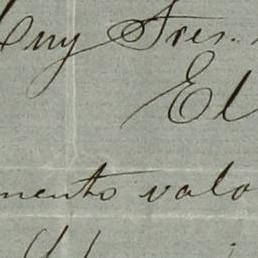 Muy Sres.
El
mento valo